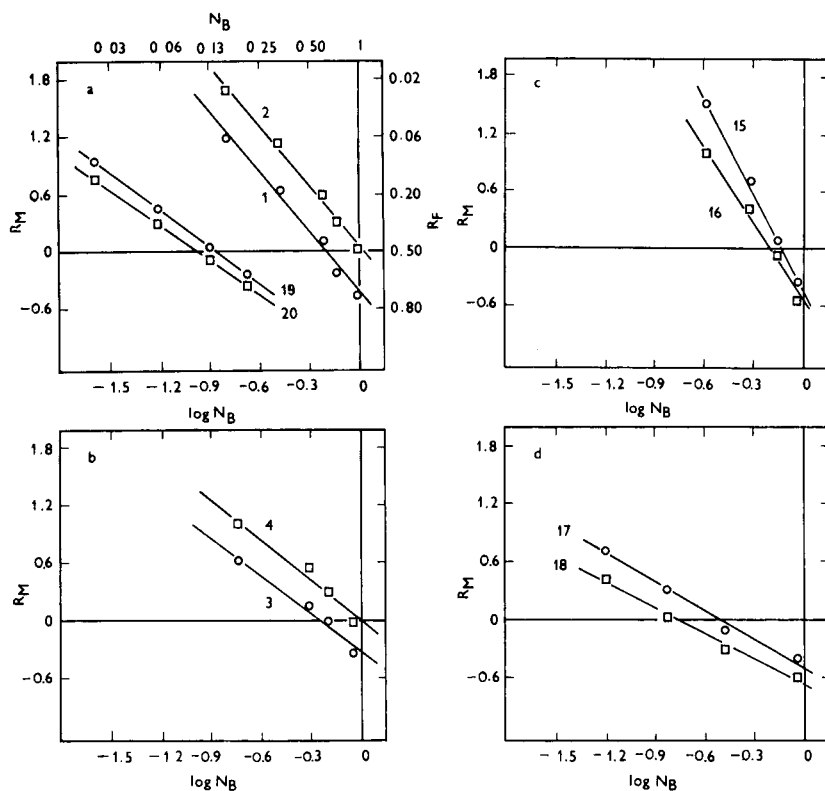 N_B
0 03 0 06 0 13 0 25 0 50 1
a
1.8
1.2
0.6
0
-0.6
R_M
0.02
0.06
0.20
0.50
0.80
R_F
2
1
19
20
-1.5 -1 2 -0.9 -0.6 -0.3 0
log N_B
c
1.8
1.2
0.6
0
-0.6
R_M
15
16
-1.5 -1.2 -0.9 -0.6 -0.3 0
log N_B
b
1.8
1.2
0.6
0
-0.6
R_M
4
3
-1.5 -1.2 -0.9 -0.6 -0.3 0
log N_B
d
1.8
1.2
0.6
0
-0.6
R_M
17
18
-1.5 -1.2 -0.9 -0.6 -0.3 0
log N_B